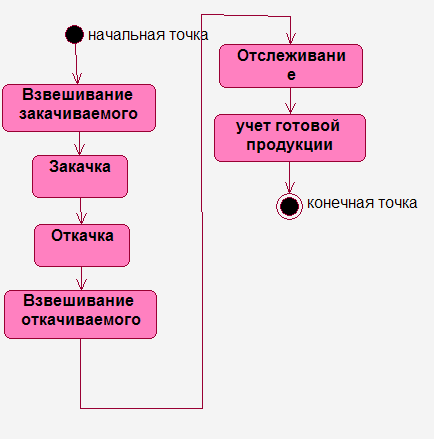 начальная точка
Взвешивание
закачиваемого
Закачка
Откачка
Взвешивание
откачиваемого
Отслеживани
е
учет готовой
продукции
конечная точка